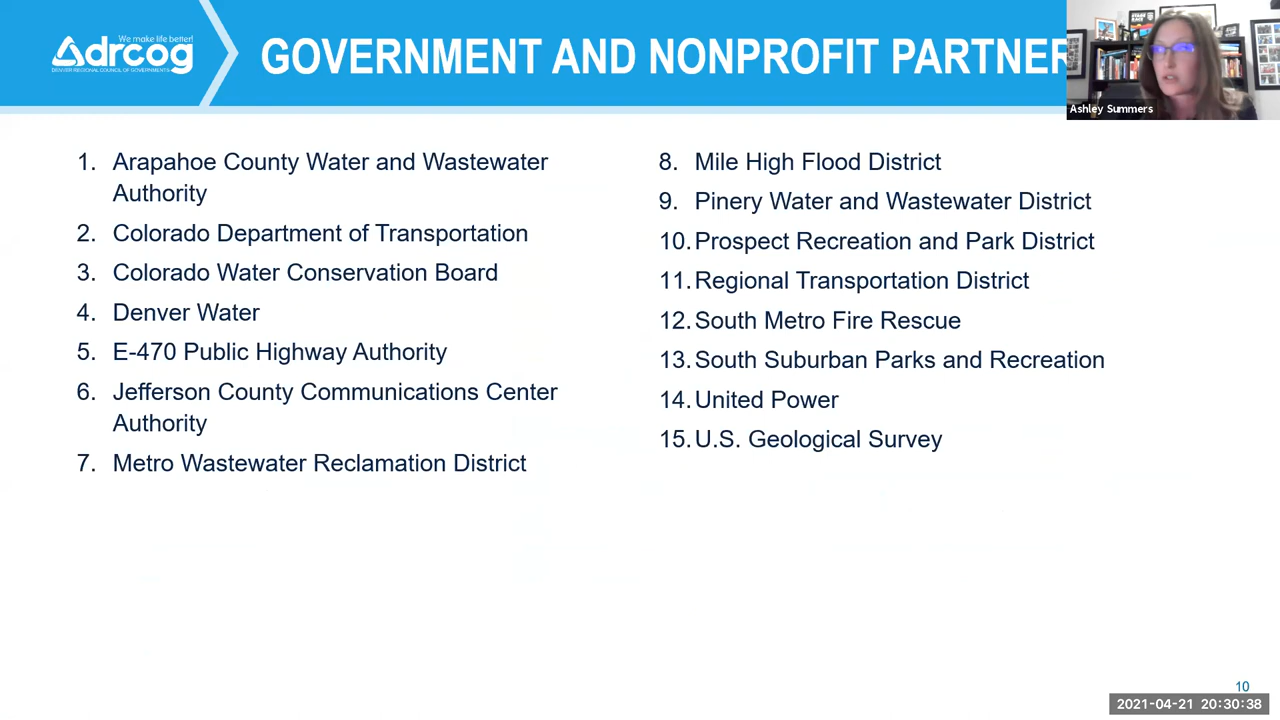 We make life better!
drcog
DENVER REGIONAL COUNCIL OF GOVERNMENTS
GOVERNMENT AND NONPROFIT PARTNER
Ashley Summers
1. Arapahoe County Water and Wastewater
Authority
2. Colorado Department of Transportation
3. Colorado Water Conservation Board
4. Denver Water
5. E-470 Public Highway Authority
6. Jefferson County Communications Center
Authority
7. Metro Wastewater Reclamation District
8. Mile High Flood District
9. Pinery Water and Wastewater District
10. Prospect Recreation and Park District
11. Regional Transportation District
12. South Metro Fire Rescue
13. South Suburban Parks and Recreation
14. United Power
15. U.S. Geological Survey
10
2021-04-21 20:30:38